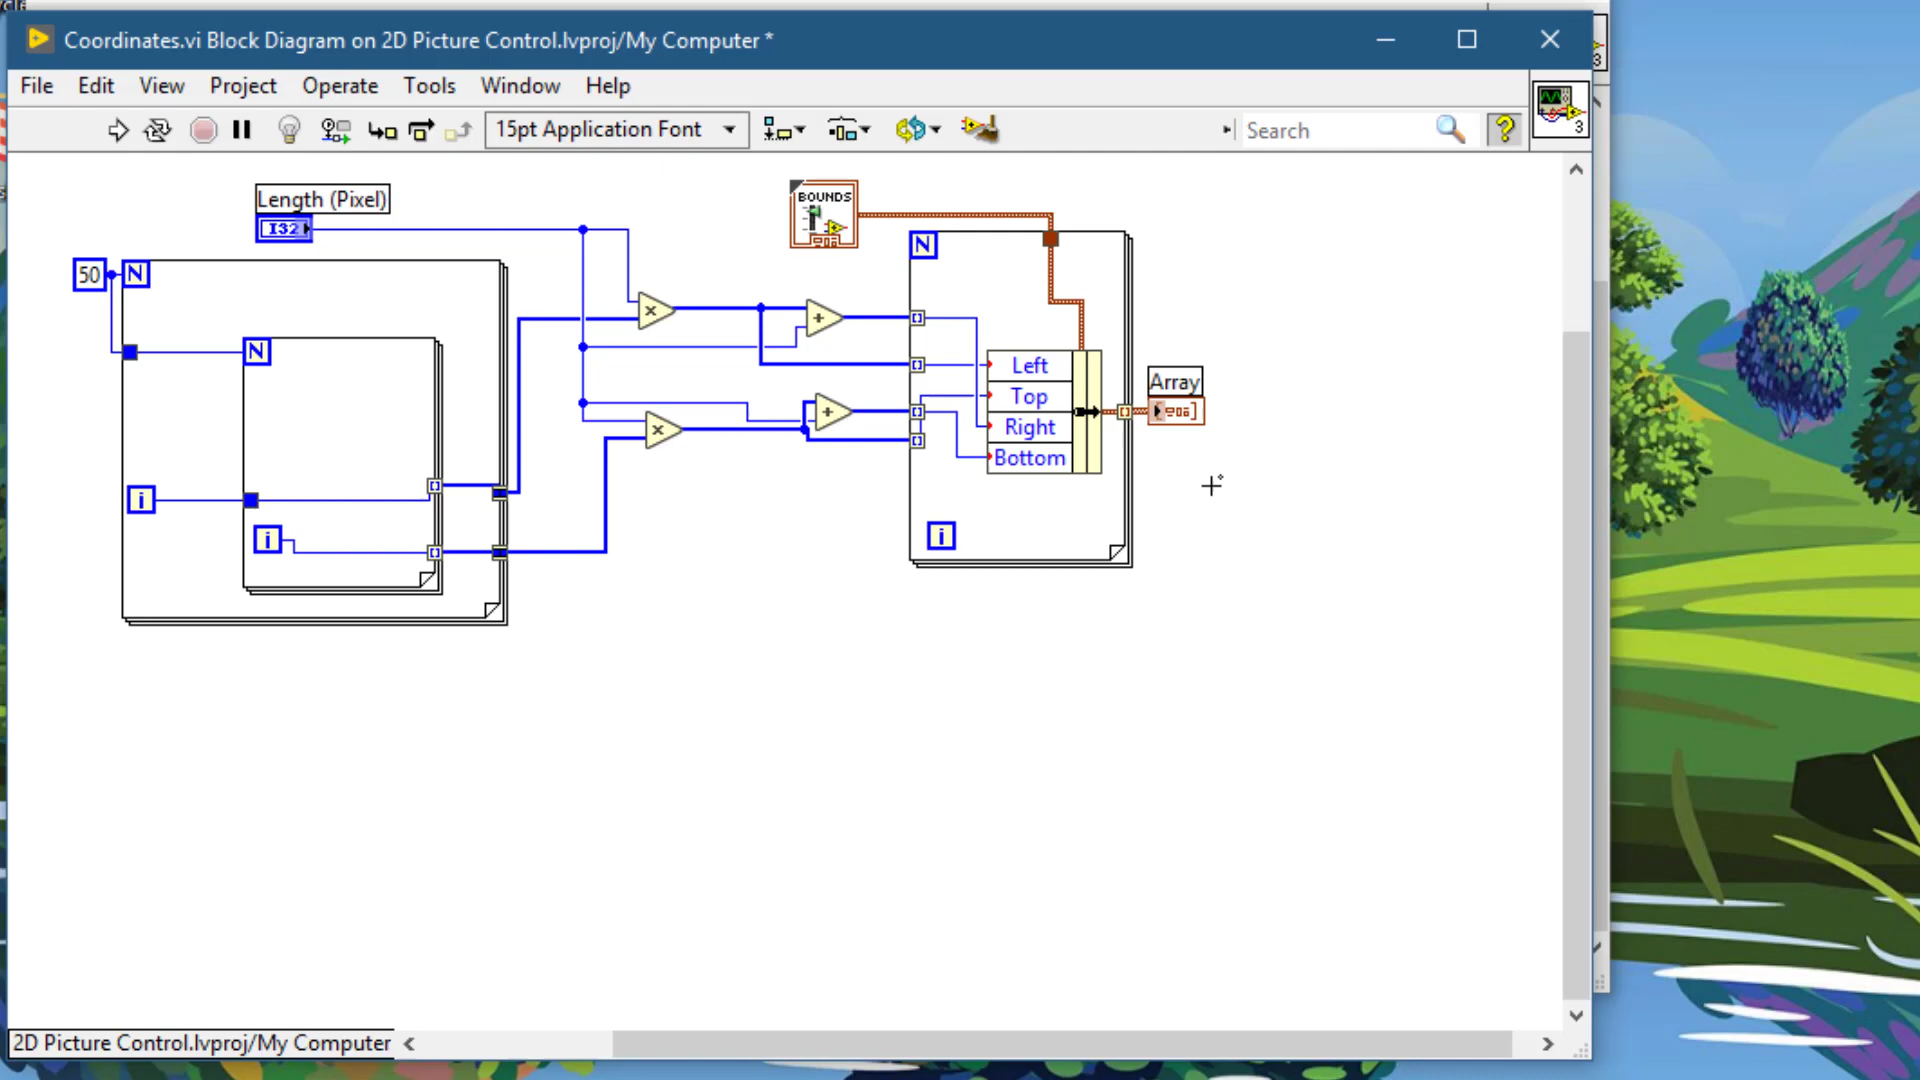 Coordinates.vi Block Diagram on 2D Picture Control.lvproj/My Computer *
File Edit View Project Operate Tools Window Help
15pt Application Font
Search
3
3
Length (Pixel)
I32
BOUNDS
50
N
N
N
Left
Top
Right
Bottom
Array
i
i
i
2D Picture Control.lvproj/My Computer